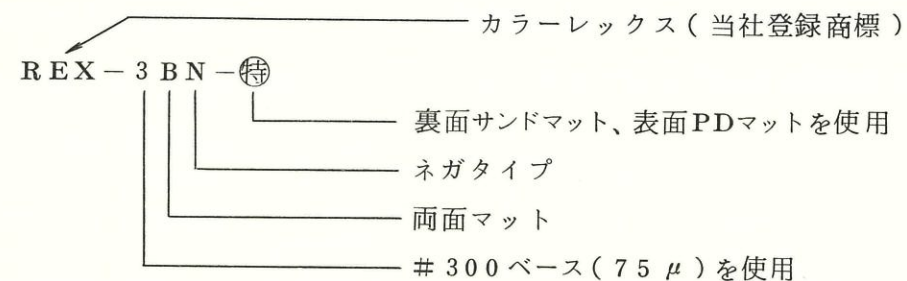 カラーレックス(当社登録商標)
REX-3BN-㊕
裏面サンドマット、表面PDマットを使用
ネガタイプ
両面マット
#300ベース(75μ)を使用